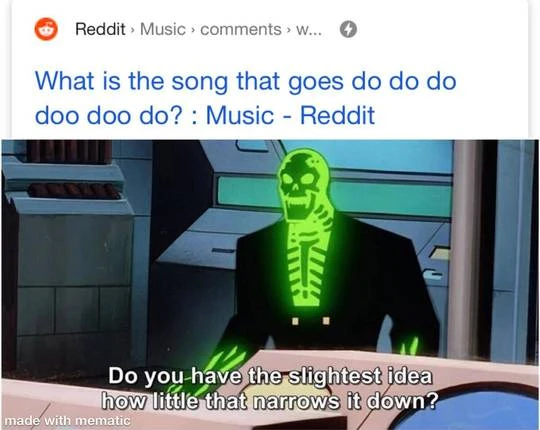 Reddit › Music › comments › w...
What is the song that goes do do do
doo doo do? : Music - Reddit
Do you have the slightest idea
how little that narrows it down?
made with mematic